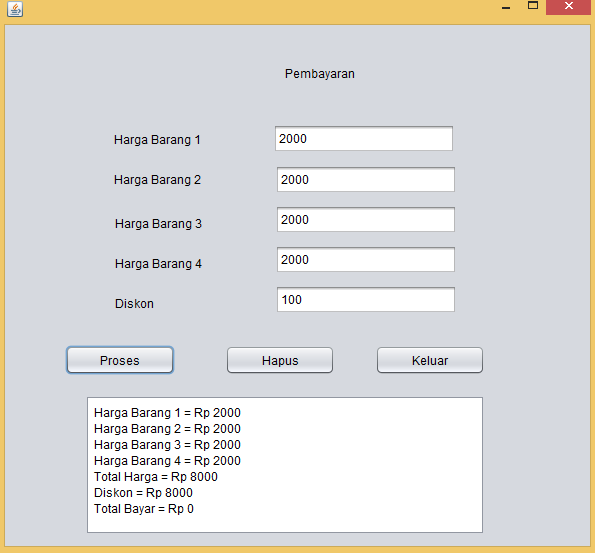 Pembayaran
Harga Barang 1 2000
Harga Barang 2 2000
Harga Barang 3 2000
Harga Barang 4 2000
Diskon 100
Proses Hapus Keluar
Harga Barang 1 = Rp 2000
Harga Barang 2 = Rp 2000
Harga Barang 3 = Rp 2000
Harga Barang 4 = Rp 2000
Total Harga = Rp 8000
Diskon = Rp 8000
Total Bayar = Rp 0